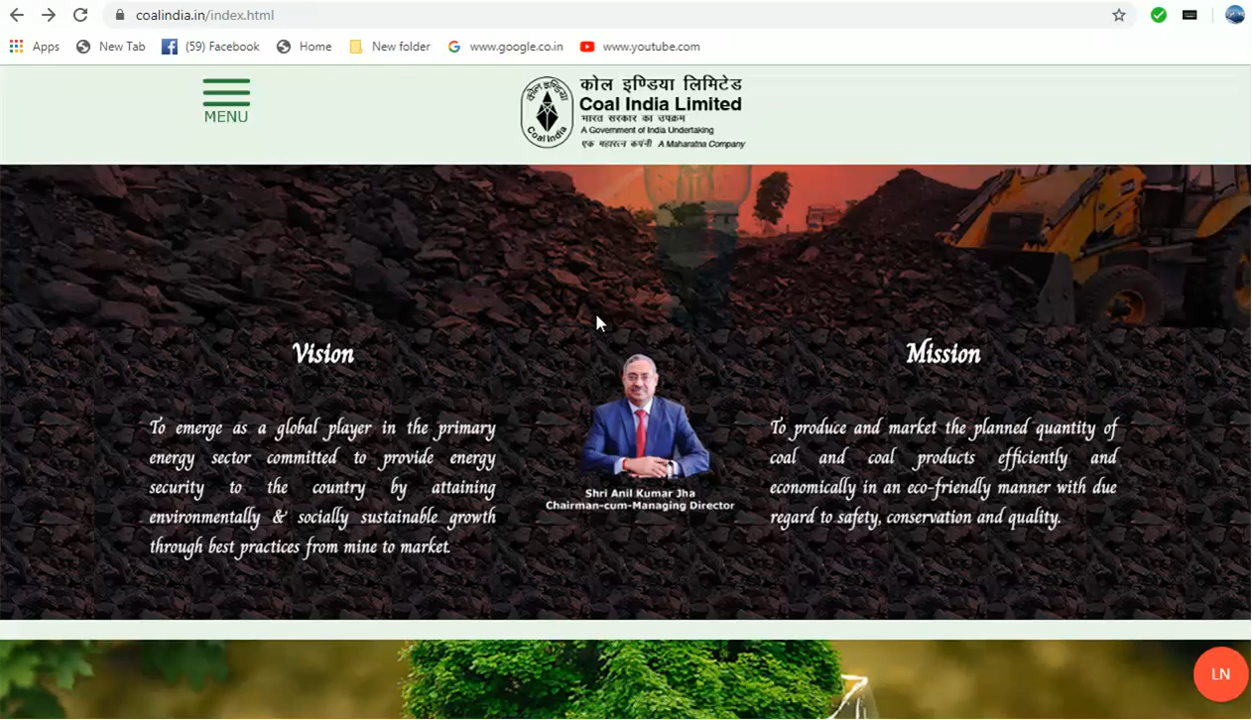 coalindia.in/index.html
Apps New Tab (59) Facebook Home New folder www.google.co.in www.youtube.com
MENU
कोल इण्डिया लिमिटेड
Coal India Limited
भारत सरकार का उपक्रम
A Government of India Undertaking
एक महारत्न कंपनी A Maharatna Company
कोल इण्डिया
Coal India
Vision
To emerge as a global player in the primary
energy sector committed to provide energy
security to the country by attaining
environmentally & socially sustainable growth
through best practices from mine to market.
Shri Anil Kumar Jha
Chairman-cum-Managing Director
Mission
To produce and market the planned quantity of
coal and coal products efficiently and
economically in an eco-friendly manner with due
regard to safety, conservation and quality.
LN